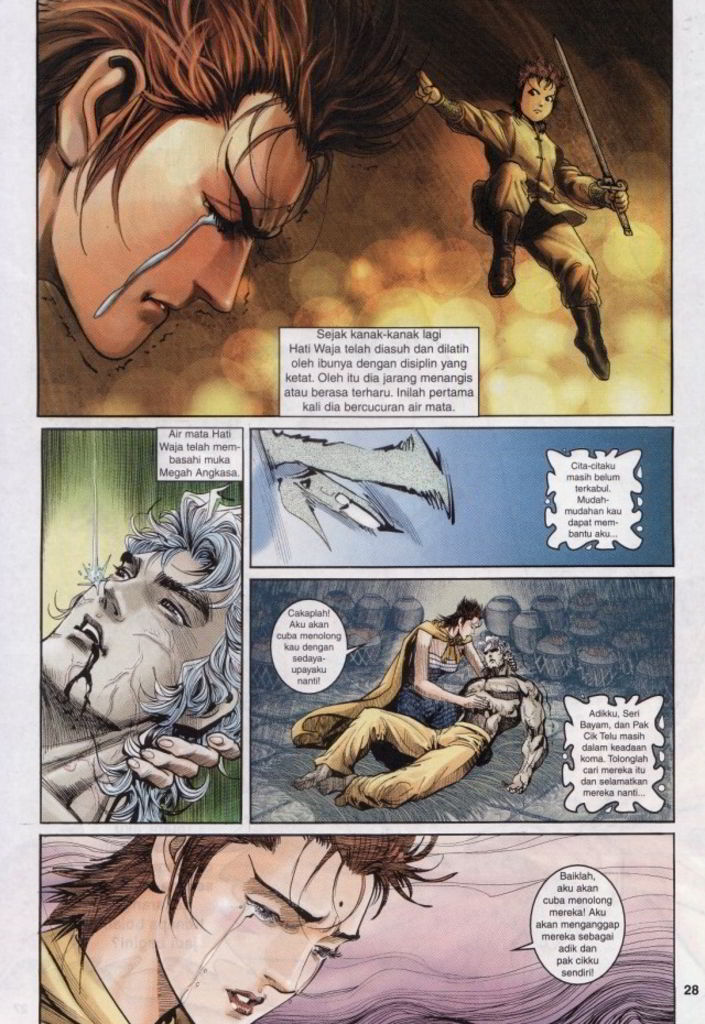 Sejak kanak-kanak lagi
Hati Waja telah diasuh dan dilatih
oleh ibunya dengan disiplin yang
ketat. Oleh itu dia jarang menangis
atau berasa terharu. Inilah pertama
kali dia bercucuran air mata.
Air mata Hati
Waja telah mem-
basahi muka
Megah Angkasa.
Cita-citaku
masih belum
terkabul.
Mudah-
mudahan kau
dapat mem-
bantu aku...
Cakaplah!
Aku akan
cuba menolong
kau dengan
sedaya-
upayaku
nanti!
Adikku, Seri
Bayam, dan Pak
Cik Telu masih
dalam keadaan
koma. Tolonglah
cari mereka itu
dan selamatkan
mereka nanti...
Baiklah,
aku akan
cuba menolong
mereka! Aku
akan menganggap
mereka sebagai
adik dan
pak cikku
sendiri!
28